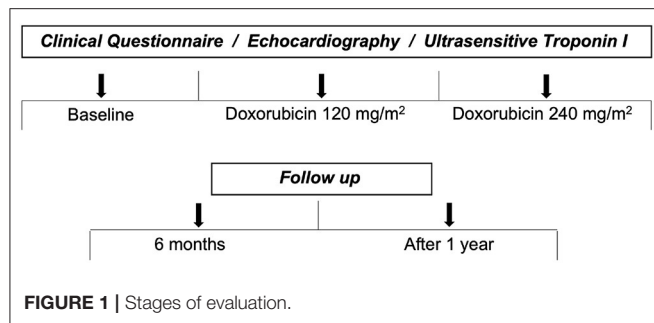 Clinical Questionnaire / Echocardiography / Ultrasensitive Troponin I
Baseline Doxorubicin 120 mg/m² Doxorubicin 240 mg/m²
Follow up
6 months After 1 year
FIGURE 1 | Stages of evaluation.